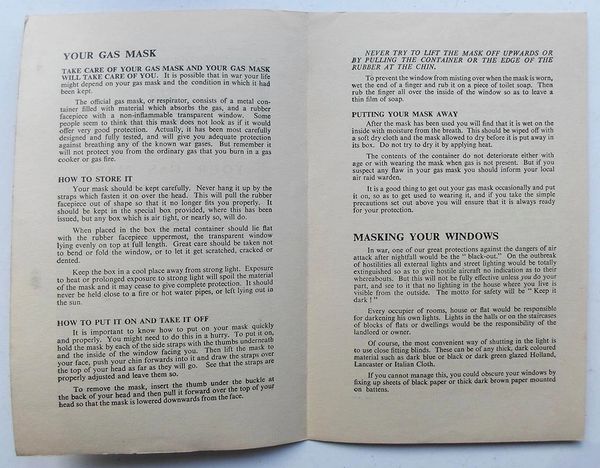 YOUR GAS MASK
TAKE CARE OF YOUR GAS MASK AND YOUR GAS MASK
WILL TAKE CARE OF YOU. It is possible that in war your life
might depend on your gas mask and the condition in which it had
been kept.
The official gas mask, or respirator, consists of a metal con-
tainer filled with material which absorbs the gas, and a rubber
facepiece with a non-inflammable transparent window. Some
people seem to think that this mask does not look as if it would
offer very good protection. Actually, it has been most carefully
designed and fully tested, and will give you adequate protection
against breathing any of the known war gases. But remember it
will not protect you from the ordinary gas that you burn in a gas
cooker or gas fire.
HOW TO STORE IT
Your mask should be kept carefully. Never hang it up by the
straps which fasten it on over the head. This will pull the rubber
facepiece out of shape so that it no longer fits you properly. It
should be kept in the special box provided, where this has been
issued, but any box which is air tight, or nearly so, will do.
When placed in the box the metal container should lie flat
with the rubber facepiece uppermost, the transparent window
lying evenly on top at full length. Great care should be taken not
to bend or fold the window, or to let it get scratched, cracked or
dented.
Keep the box in a cool place away from strong light. Exposure
to heat or prolonged exposure to strong light will spoil the material
of the mask and it may cease to give complete protection. It should
never be held close to a fire or hot water pipes, or left lying out in
the sun.
HOW TO PUT IT ON AND TAKE IT OFF
It is important to know how to put on your mask quickly
and properly. You might need to do this in a hurry. To put it on,
hold the mask by each of the side straps with the thumbs underneath
and the inside of the window facing you. Then lift the mask to
your face, push your chin forwards into it and draw the straps over
the top of your head as far as they will go. See that the straps are
properly adjusted and leave them so.
To remove the mask, insert the thumb under the buckle at
the back of your head and then pull it forward over the top of your
head so that the mask is lowered downwards from the face.
NEVER TRY TO LIFT THE MASK OFF UPWARDS OR
BY PULLING THE CONTAINER OR THE EDGE OF THE
RUBBER AT THE CHIN.
To prevent the window from misting over when the mask is worn,
wet the end of a finger and rub it on a piece of toilet soap. Then
rub the finger all over the inside of the window so as to leave a
thin film of soap.
PUTTING YOUR MASK AWAY
After the mask has been used you will find that it is wet on the
inside with moisture from the breath. This should be wiped off with
a soft dry cloth and the mask allowed to dry before it is put away in
its box. Do not try to dry it by applying heat.
The contents of the container do not deteriorate either with
age or with wearing the mask when gas is not present. But if you
suspect any flaw in your gas mask you should inform your local
air raid warden.
It is a good thing to get out your gas mask occasionally and put
it on, so as to get used to wearing it, and if you take the simple
precautions set out above you will ensure that it is always ready
for your protection.
MASKING YOUR WINDOWS
In war, one of our great protections against the dangers of air
attack after nightfall would be the "black-out." On the outbreak
of hostilities all external lights and street lighting would be totally
extinguished so as to give hostile aircraft no indication as to their
whereabouts. But this will not be fully effective unless you do your
part, and see to it that no lighting in the house where you live is
visible from the outside. The motto for safety will be "Keep it
dark!"
Every occupier of rooms, house or flat would be responsible
for darkening his own lights. Lights in the halls or on the staircases
of blocks of flats or dwellings would be the responsibility of the
landlord or owner.
Of course, the most convenient way of shutting in the light is
to use close fitting blinds. These can be of any thick, dark coloured
material such as dark blue or black or dark green glazed Holland,
Lancaster or Italian Cloth.
If you cannot manage this, you could obscure your windows by
fixing up sheets of black paper or thick dark brown paper mounted
on battens.